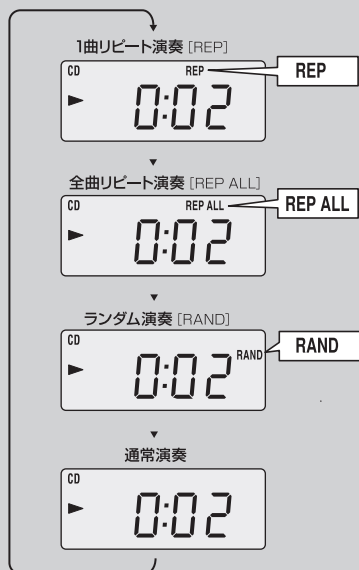 1曲リピート演奏 [REP]
CD REP
0:02
REP
全曲リピート演奏 [REP ALL]
CD REP ALL
0:02
REP ALL
ランダム演奏 [RAND]
CD
0:02 RAND
RAND
通常演奏
CD
0:02